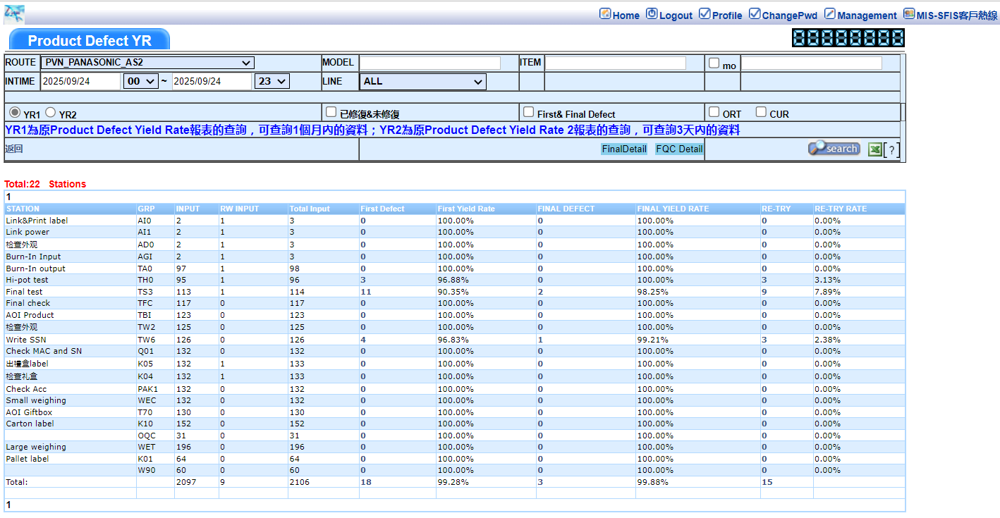 Home Logout Profile ChangePwd Management MIS-SFIS客戶熱線
Product Defect YR 88888888
ROUTE PVN_PANASONIC_AS2 MODEL ITEM mo
INTIME 2025/09/24 00 ~ 2025/09/24 23 LINE ALL
YR1 YR2 已修復&未修復 First& Final Defect ORT CUR
YR1為原Product Defect Yield Rate報表的查詢，可查詢1個月內的資料；YR2為原Product Defect Yield Rate 2報表的查詢，可查詢3天內的資料
返回 FinalDetail FQC Detail search [?]
Total:22 Stations
1
STATION GRP INPUT RW INPUT Total Input First Defect First Yield Rate FINAL DEFECT FINAL YIELD RATE RE-TRY RE-TRY RATE
Link&Print label AI0 2 1 3 0 100.00% 0 100.00% 0 0.00%
Link power AI1 2 1 3 0 100.00% 0 100.00% 0 0.00%
检查外观 AD0 2 1 3 0 100.00% 0 100.00% 0 0.00%
Burn-In Input AGI 2 1 3 0 100.00% 0 100.00% 0 0.00%
Burn-In output TA0 97 1 98 0 100.00% 0 100.00% 0 0.00%
Hi-pot test TH0 95 1 96 3 96.88% 0 100.00% 3 3.13%
Final test TS3 113 1 114 11 90.35% 2 98.25% 9 7.89%
Final check TFC 117 0 117 0 100.00% 0 100.00% 0 0.00%
AOI Product TBI 123 0 123 0 100.00% 0 100.00% 0 0.00%
检查外观 TW2 125 0 125 0 100.00% 0 100.00% 0 0.00%
Write SSN TW6 126 0 126 4 96.83% 1 99.21% 3 2.38%
Check MAC and SN Q01 132 0 132 0 100.00% 0 100.00% 0 0.00%
出禮盒label K05 132 1 133 0 100.00% 0 100.00% 0 0.00%
检查礼盒 K04 132 1 133 0 100.00% 0 100.00% 0 0.00%
Check Acc PAK1 132 0 132 0 100.00% 0 100.00% 0 0.00%
Small weighing WEC 132 0 132 0 100.00% 0 100.00% 0 0.00%
AOI Giftbox T70 130 0 130 0 100.00% 0 100.00% 0 0.00%
Carton label K10 152 0 152 0 100.00% 0 100.00% 0 0.00%
OQC 31 0 31 0 100.00% 0 100.00% 0 0.00%
Large weighing WET 196 0 196 0 100.00% 0 100.00% 0 0.00%
Pallet label K01 64 0 64 0 100.00% 0 100.00% 0 0.00%
W90 60 0 60 0 100.00% 0 100.00% 0 0.00%
Total: 2097 9 2106 18 99.28% 3 99.88% 15
1